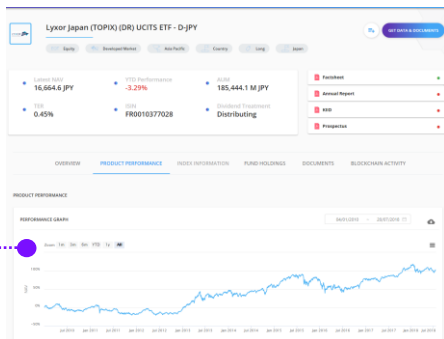 Lyxor Japan (TOPIX) (DR) UCITS ETF - D-JPY
GET DATA & DOCUMENTS
Equity Developed Market Asia Pacific Country Long Japan
Latest NAV
16,664.6 JPY
YTD Performance
-3.29%
AUM
185,444.1 M JPY
TER
0.45%
ISIN
FR0010377028
Dividend Treatment
Distributing
Factsheet
Annual Report
KIID
Prospectus
OVERVIEW PRODUCT PERFORMANCE INDEX INFORMATION FUND HOLDINGS DOCUMENTS BLOCKCHAIN ACTIVITY
PRODUCT PERFORMANCE
PERFORMANCE GRAPH
Zoom 1m 3m 6m YTD 1y All
100%
50%
0%
-50%